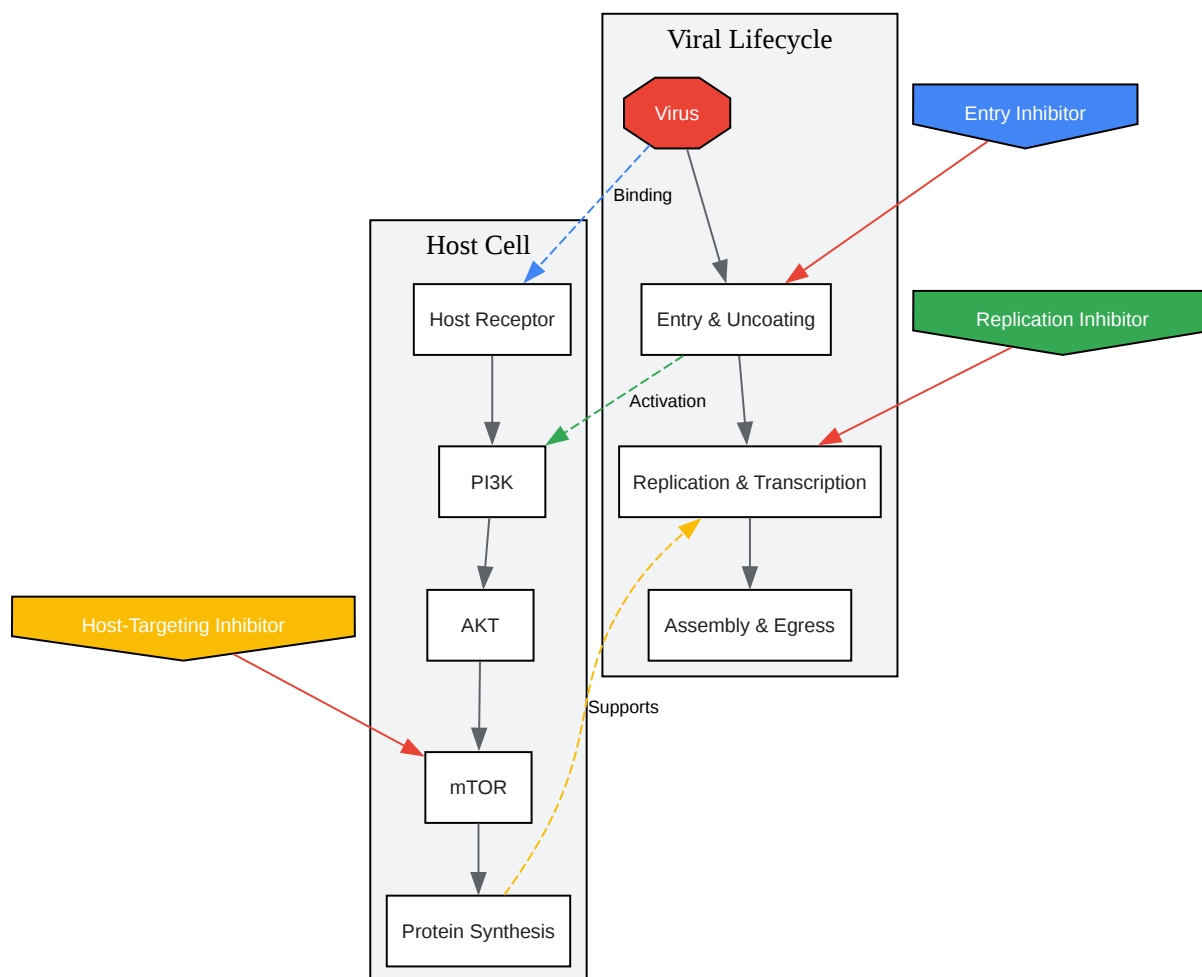 Viral Lifecycle
Virus
Entry Inhibitor
Binding
Host Cell
Host Receptor
Entry & Uncoating
Replication Inhibitor
Activation
PI3K
Replication & Transcription
Host-Targeting Inhibitor
AKT
Assembly & Egress
Supports
mTOR
Protein Synthesis